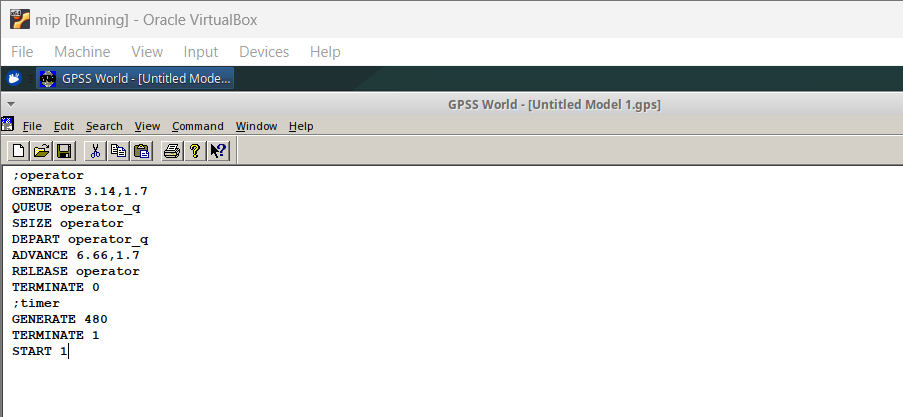 mip [Running] - Oracle VirtualBox
File Machine View Input Devices Help
GPSS World - [Untitled Mode...
GPSS World - [Untitled Model 1.gps]
File Edit Search View Command Window Help
;operator
GENERATE 3.14,1.7
QUEUE operator_q
SEIZE operator
DEPART operator_q
ADVANCE 6.66,1.7
RELEASE operator
TERMINATE 0
;timer
GENERATE 480
TERMINATE 1
START 1